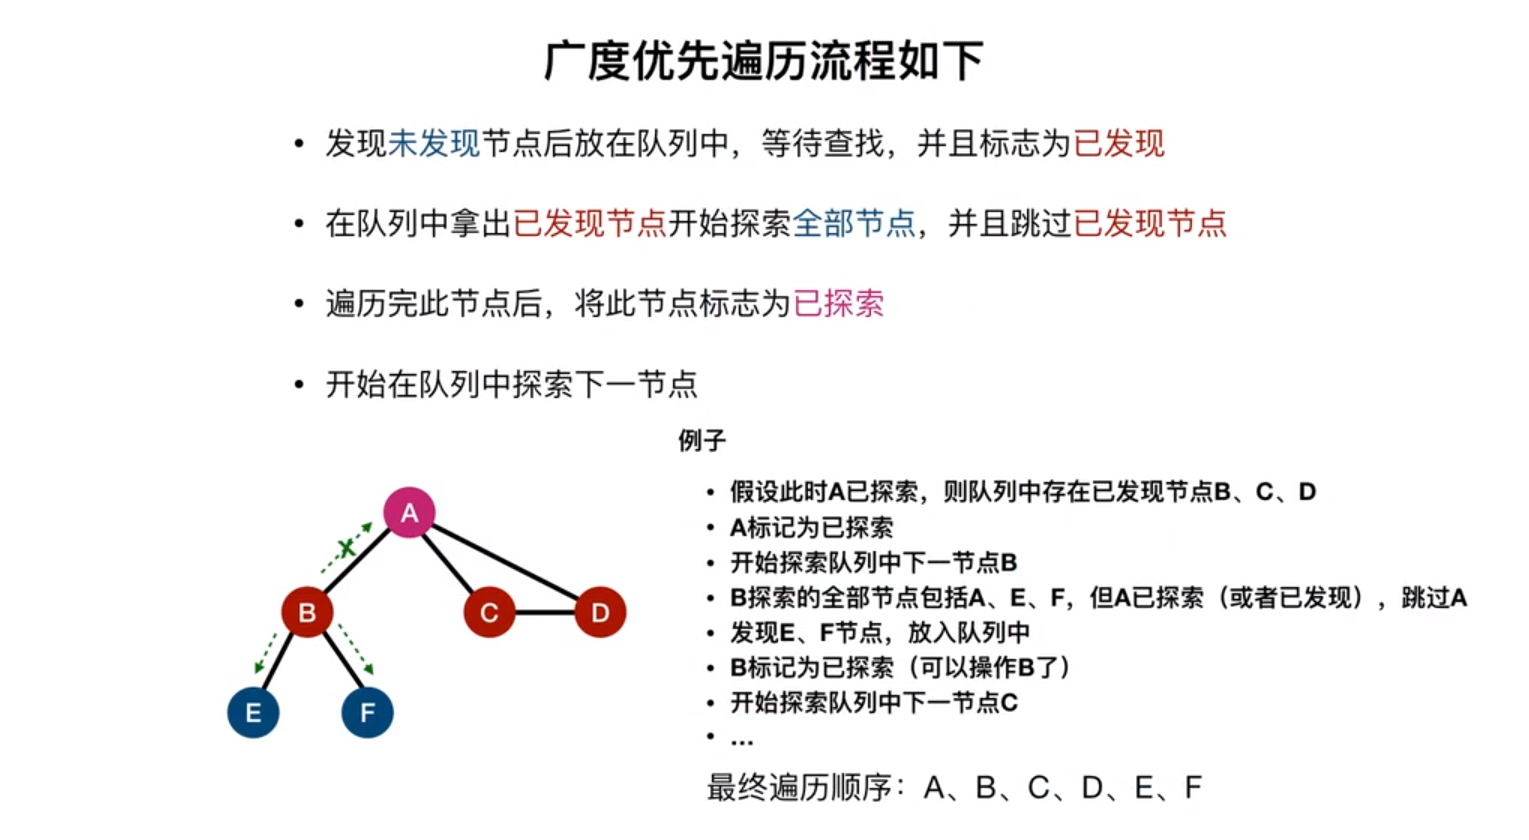 广度优先遍历流程如下
• 发现未发现节点后放在队列中，等待查找，并且标志为已发现
• 在队列中拿出已发现节点开始探索全部节点，并且跳过已发现节点
• 遍历完此节点后，将此节点标志为已探索
• 开始在队列中探索下一节点
例子
• 假设此时A已探索，则队列中存在已发现节点B、C、D
• A标记为已探索
• 开始探索队列中下一节点B
• B探索的全部节点包括A、E、F，但A已探索（或者已发现），跳过A
• 发现E、F节点，放入队列中
• B标记为已探索（可以操作B了）
• 开始探索队列中下一节点C
• ...
最终遍历顺序：A、B、C、D、E、F
A
x
B
C
D
E
F